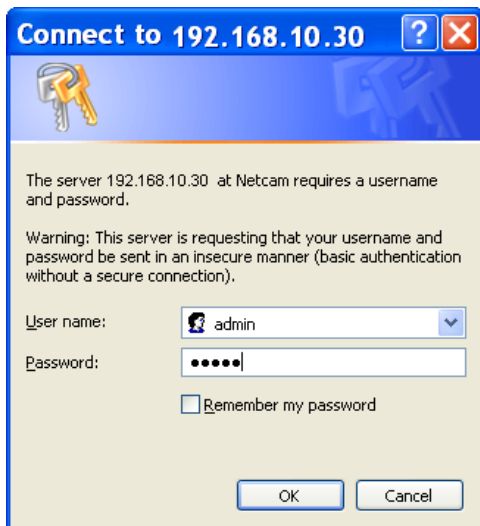 Connect to 192.168.10.30
The server 192.168.10.30 at Netcam requires a username
and password.
Warning: This server is requesting that your username and
password be sent in an insecure manner (basic authentication
without a secure connection).
User name:
admin
Password:
●●●●●
Remember my password
OK
Cancel